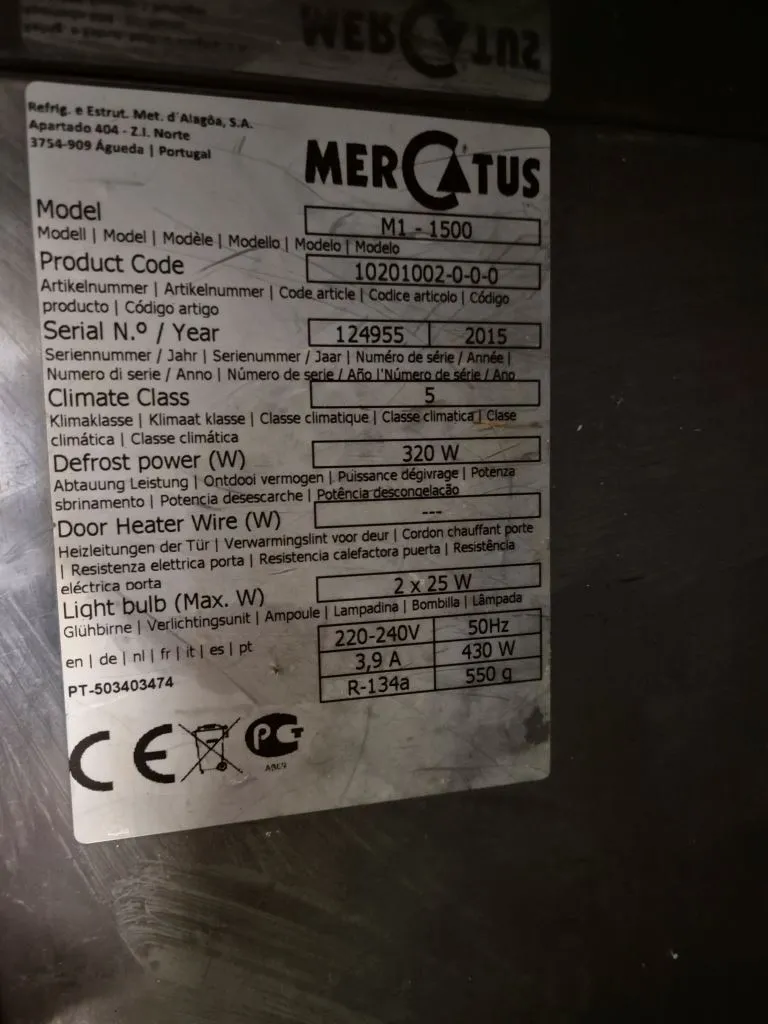 MERCATUS
Refrig. e Estrut. Met. d'Alagôa, S.A.
Apartado 404 - Z.I. Norte
3754-909 Águeda | Portugal
MERCATUS
Model M1 - 1500
Modell | Model | Modèle | Modello | Modelo | Modelo
Product Code 10201002-0-0-0
Artikelnummer | Artikelnummer | Code article | Codice articolo | Código
producto | Código artigo
Serial N.º / Year 124955 2015
Seriennummer / Jahr | Serienummer / Jaar | Numéro de série / Année |
Numero di serie / Anno | Número de serie / Año l'Número de série / Ano
Climate Class 5
Klimaklasse | Klimaat klasse | Classe climatique | Classe climatica | Clase
climática | Classe climática
Defrost power (W) 320 W
Abtauung Leistung | Ontdooi vermogen | Puissance dégivrage | Potenza
sbrinamento | Potencia desescarche | Potência descongelação
Door Heater Wire (W) ---
Heizleitungen der Tür | Verwarmingslint voor deur | Cordon chauffant porte
| Resistenza elettrica porta | Resistencia calefactora puerta | Resistência
eléctrica porta
Light bulb (Max. W) 2 x 25 W
Glühbirne | Verlichtingsunit | Ampoule | Lampadina | Bombilla | Lâmpada
en | de | nl | fr | it | es | pt
220-240V 50Hz
3,9 A 430 W
R-134a 550 g
PT-503403474
CE PG